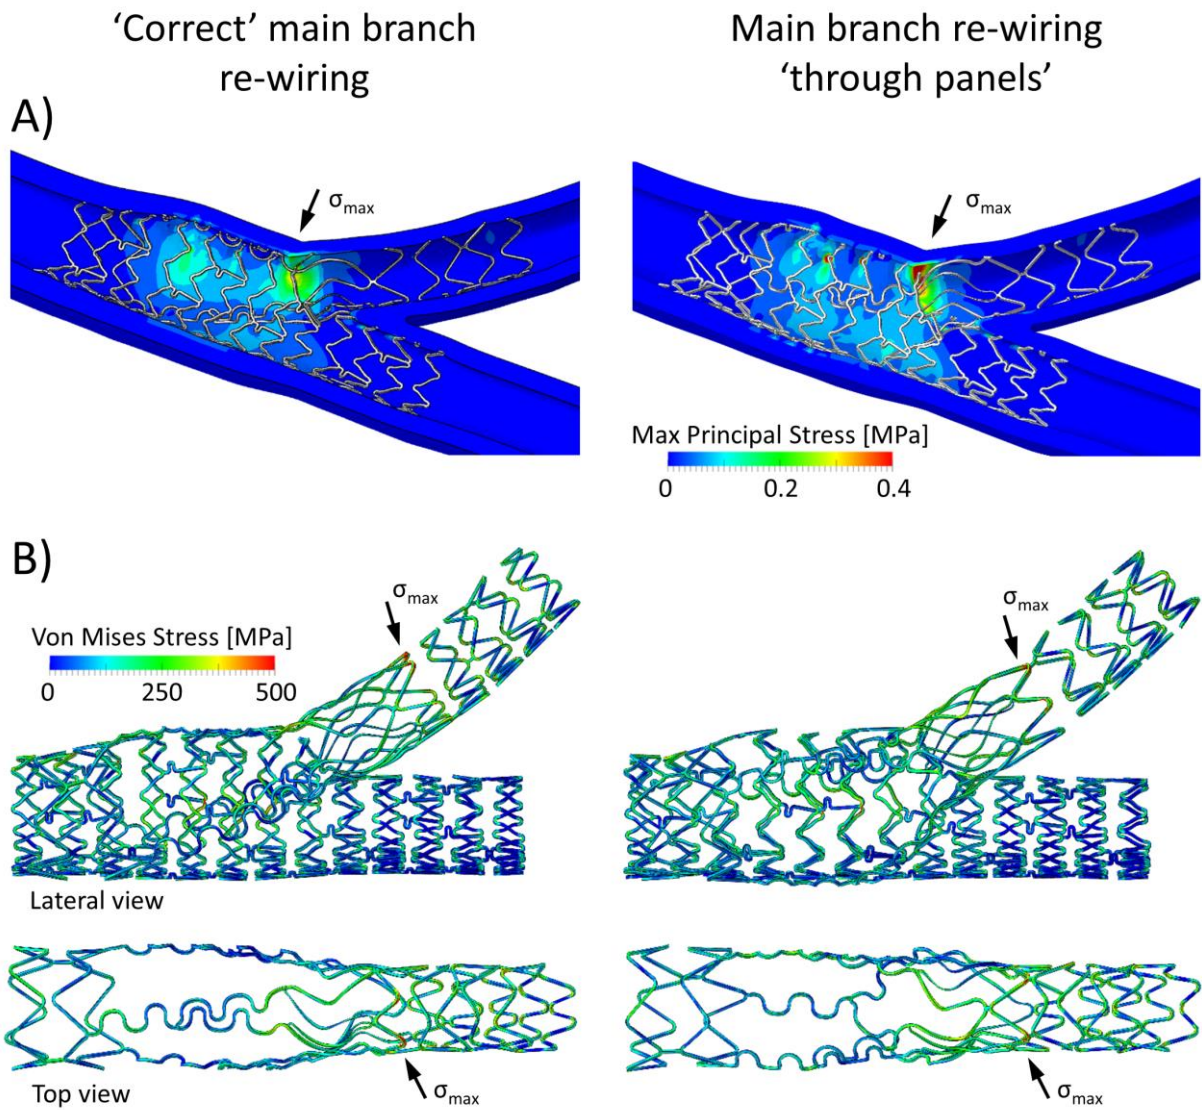 ‘Correct’ main branch
re-wiring
Main branch re-wiring
‘through panels’
A)
σmax
σmax
Max Principal Stress [MPa]
0 0.2 0.4
B)
Von Mises Stress [MPa]
0 250 500
σmax
σmax
Lateral view
Top view
σmax
σmax